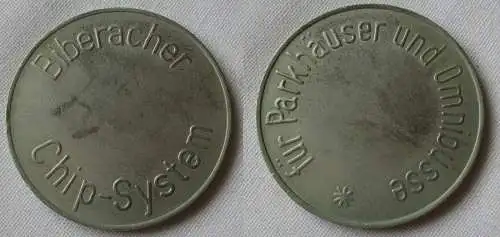 Biberacher
Chip-System
für Parkhäuser und Omnibusse